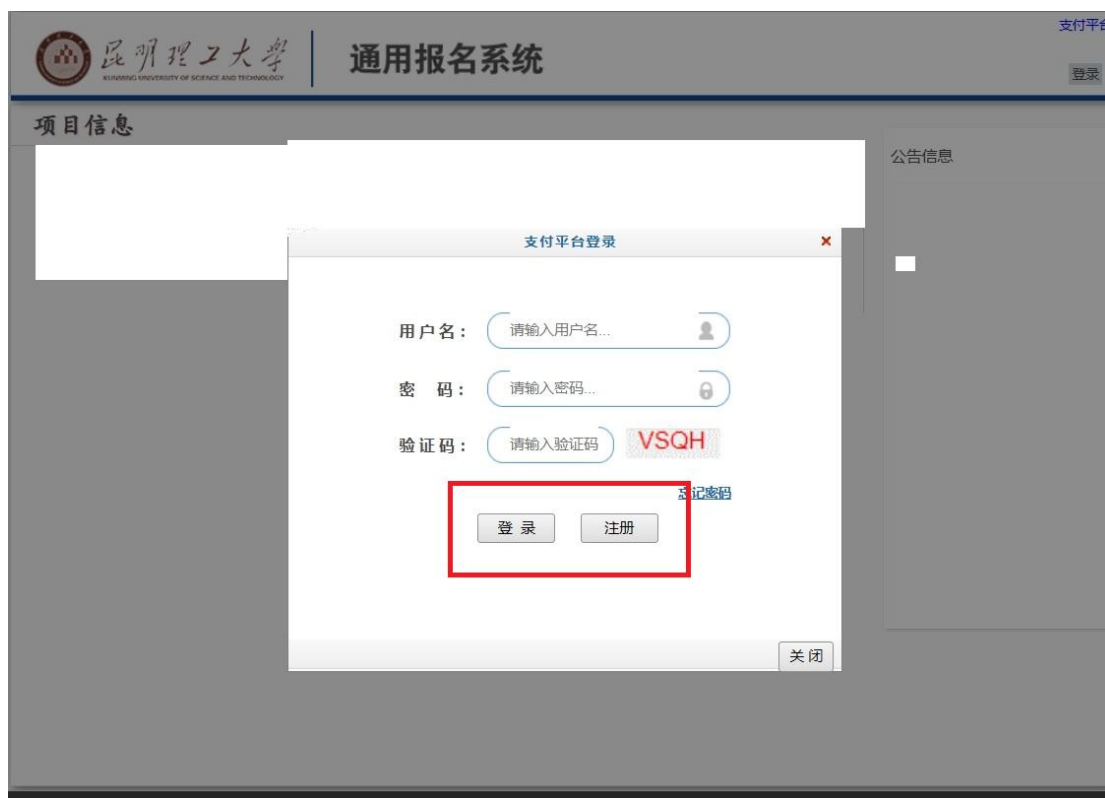 支付平台
昆明理工大学
KUNMING UNIVERSITY OF SCIENCE AND TECHNOLOGY
通用报名系统
登录
项目信息
公告信息
支付平台登录
用户名：
请输入用户名...
密 码：
请输入密码...
验证码：
请输入验证码
VSQH
忘记密码
登 录
注册
关 闭